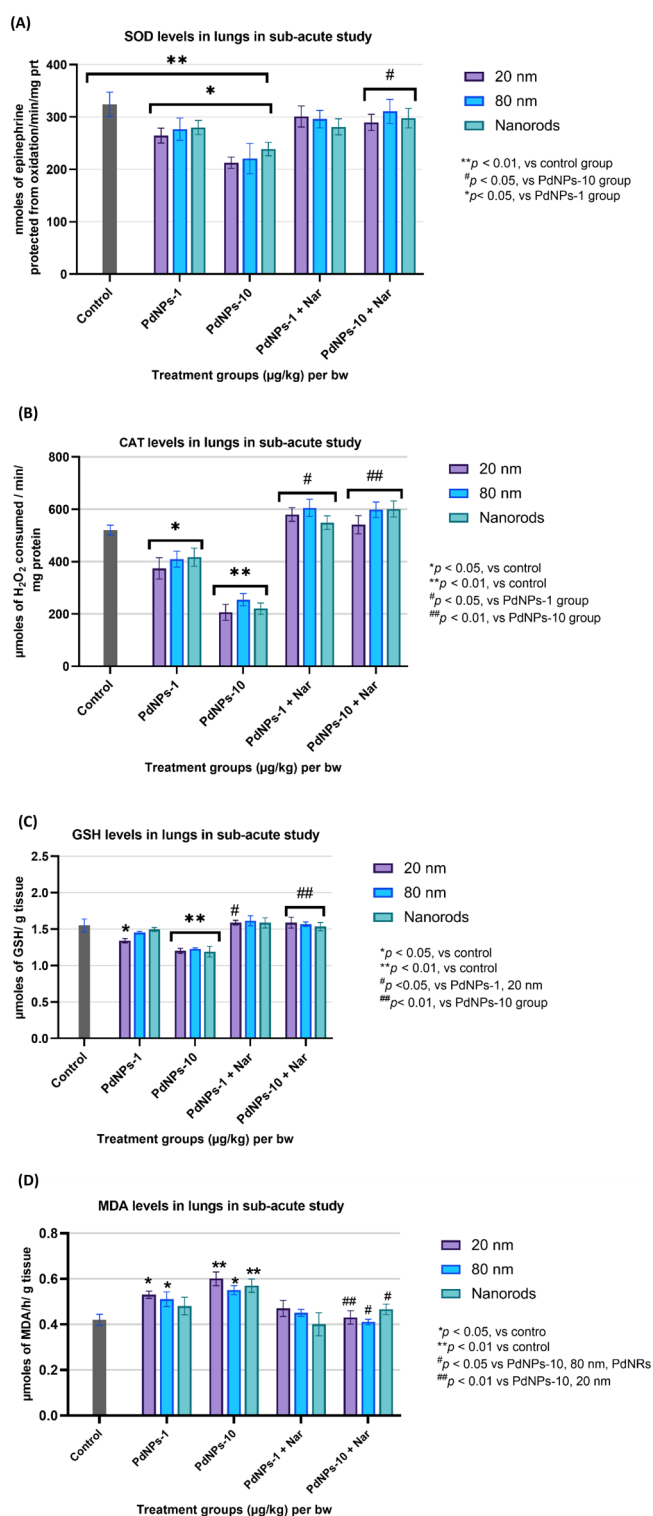 (A)
SOD levels in lungs in sub-acute study
nmoles of epinephrine
protected from oxidation/min/mg prt
400
300
200
100
0
**
*
#
Control
PdNPs-1
PdNPs-10
PdNPs-1 + Nar
PdNPs-10 + Nar
Treatment groups (µg/kg) per bw
20 nm
80 nm
Nanorods
**p < 0.01, vs control group
#p < 0.05, vs PdNPs-10 group
*p< 0.05, vs PdNPs-1 group
(B)
CAT levels in lungs in sub-acute study
µmoles of H₂O₂ consumed / min/
mg protein
800
600
400
200
0
*
**
#
##
Control
PdNPs-1
PdNPs-10
PdNPs-1 + Nar
PdNPs-10 + Nar
Treatment groups (µg/kg) per bw
20 nm
80 nm
Nanorods
*p < 0.05, vs control
**p < 0.01, vs control
#p < 0.05, vs PdNPs-1 group
##p < 0.01, vs PdNPs-10 group
(C)
GSH levels in lungs in sub-acute study
µmoles of GSH/ g tissue
2.5
2.0
1.5
1.0
0.5
0.0
*
**
#
##
Control
PdNPs-1
PdNPs-10
PdNPs-1 + Nar
PdNPs-10 + Nar
Treatment groups (µg/kg) per bw
20 nm
80 nm
Nanorods
*p < 0.05, vs control
**p < 0.01, vs control
#p <0.05, vs PdNPs-1, 20 nm
##p< 0.01, vs PdNPs-10 group
(D)
MDA levels in lungs in sub-acute study
µmoles of MDA/h/ g tissue
0.8
0.6
0.4
0.2
0.0
* *
** * **
## # #
Control
PdNPs-1
PdNPs-10
PdNPs-1 + Nar
PdNPs-10 + Nar
Treatment groups (µg/kg) per bw
20 nm
80 nm
Nanorods
*p < 0.05, vs contro
**p < 0.01 vs control
#p < 0.05 vs PdNPs-10, 80 nm, PdNRs
##p < 0.01 vs PdNPs-10, 20 nm